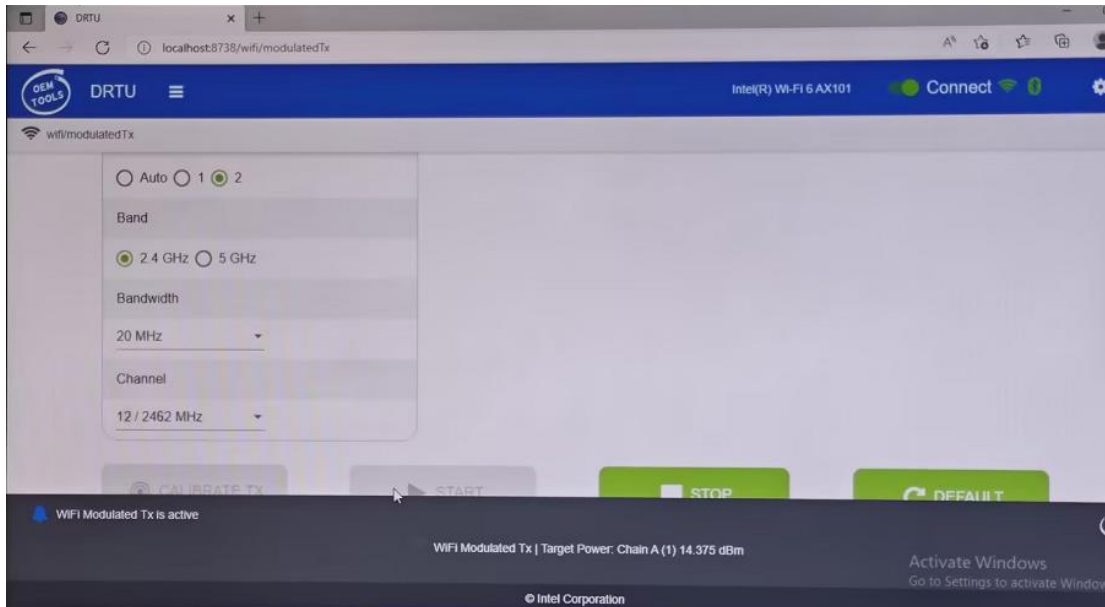 DRTU
localhost:8738/wifi/modulatedTx
OEM TOOLS
DRTU
Intel(R) Wi-Fi 6 AX101
Connect
wifi/modulatedTx
Auto 1 2
Band
2.4 GHz 5 GHz
Bandwidth
20 MHz
Channel
12 / 2462 MHz
CALIBRATE TX START STOP DEFAULT
WiFi Modulated Tx is active
WiFi Modulated Tx | Target Power: Chain A (1) 14.375 dBm
Activate Windows
Go to Settings to activate Window
© Intel Corporation